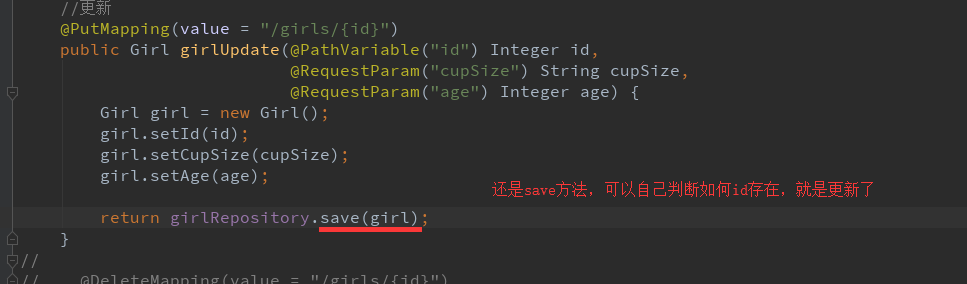 //更新
@PutMapping(value = "/girls/{id}")
public Girl girlUpdate(@PathVariable("id") Integer id,
@RequestParam("cupSize") String cupSize,
@RequestParam("age") Integer age) {
Girl girl = new Girl();
girl.setId(id);
girl.setCupSize(cupSize);
girl.setAge(age);
还是save方法，可以自己判断如何id存在，就是更新了
return girlRepository.save(girl);
}
//
// @DeleteMapping(value = "/girls/{id}")